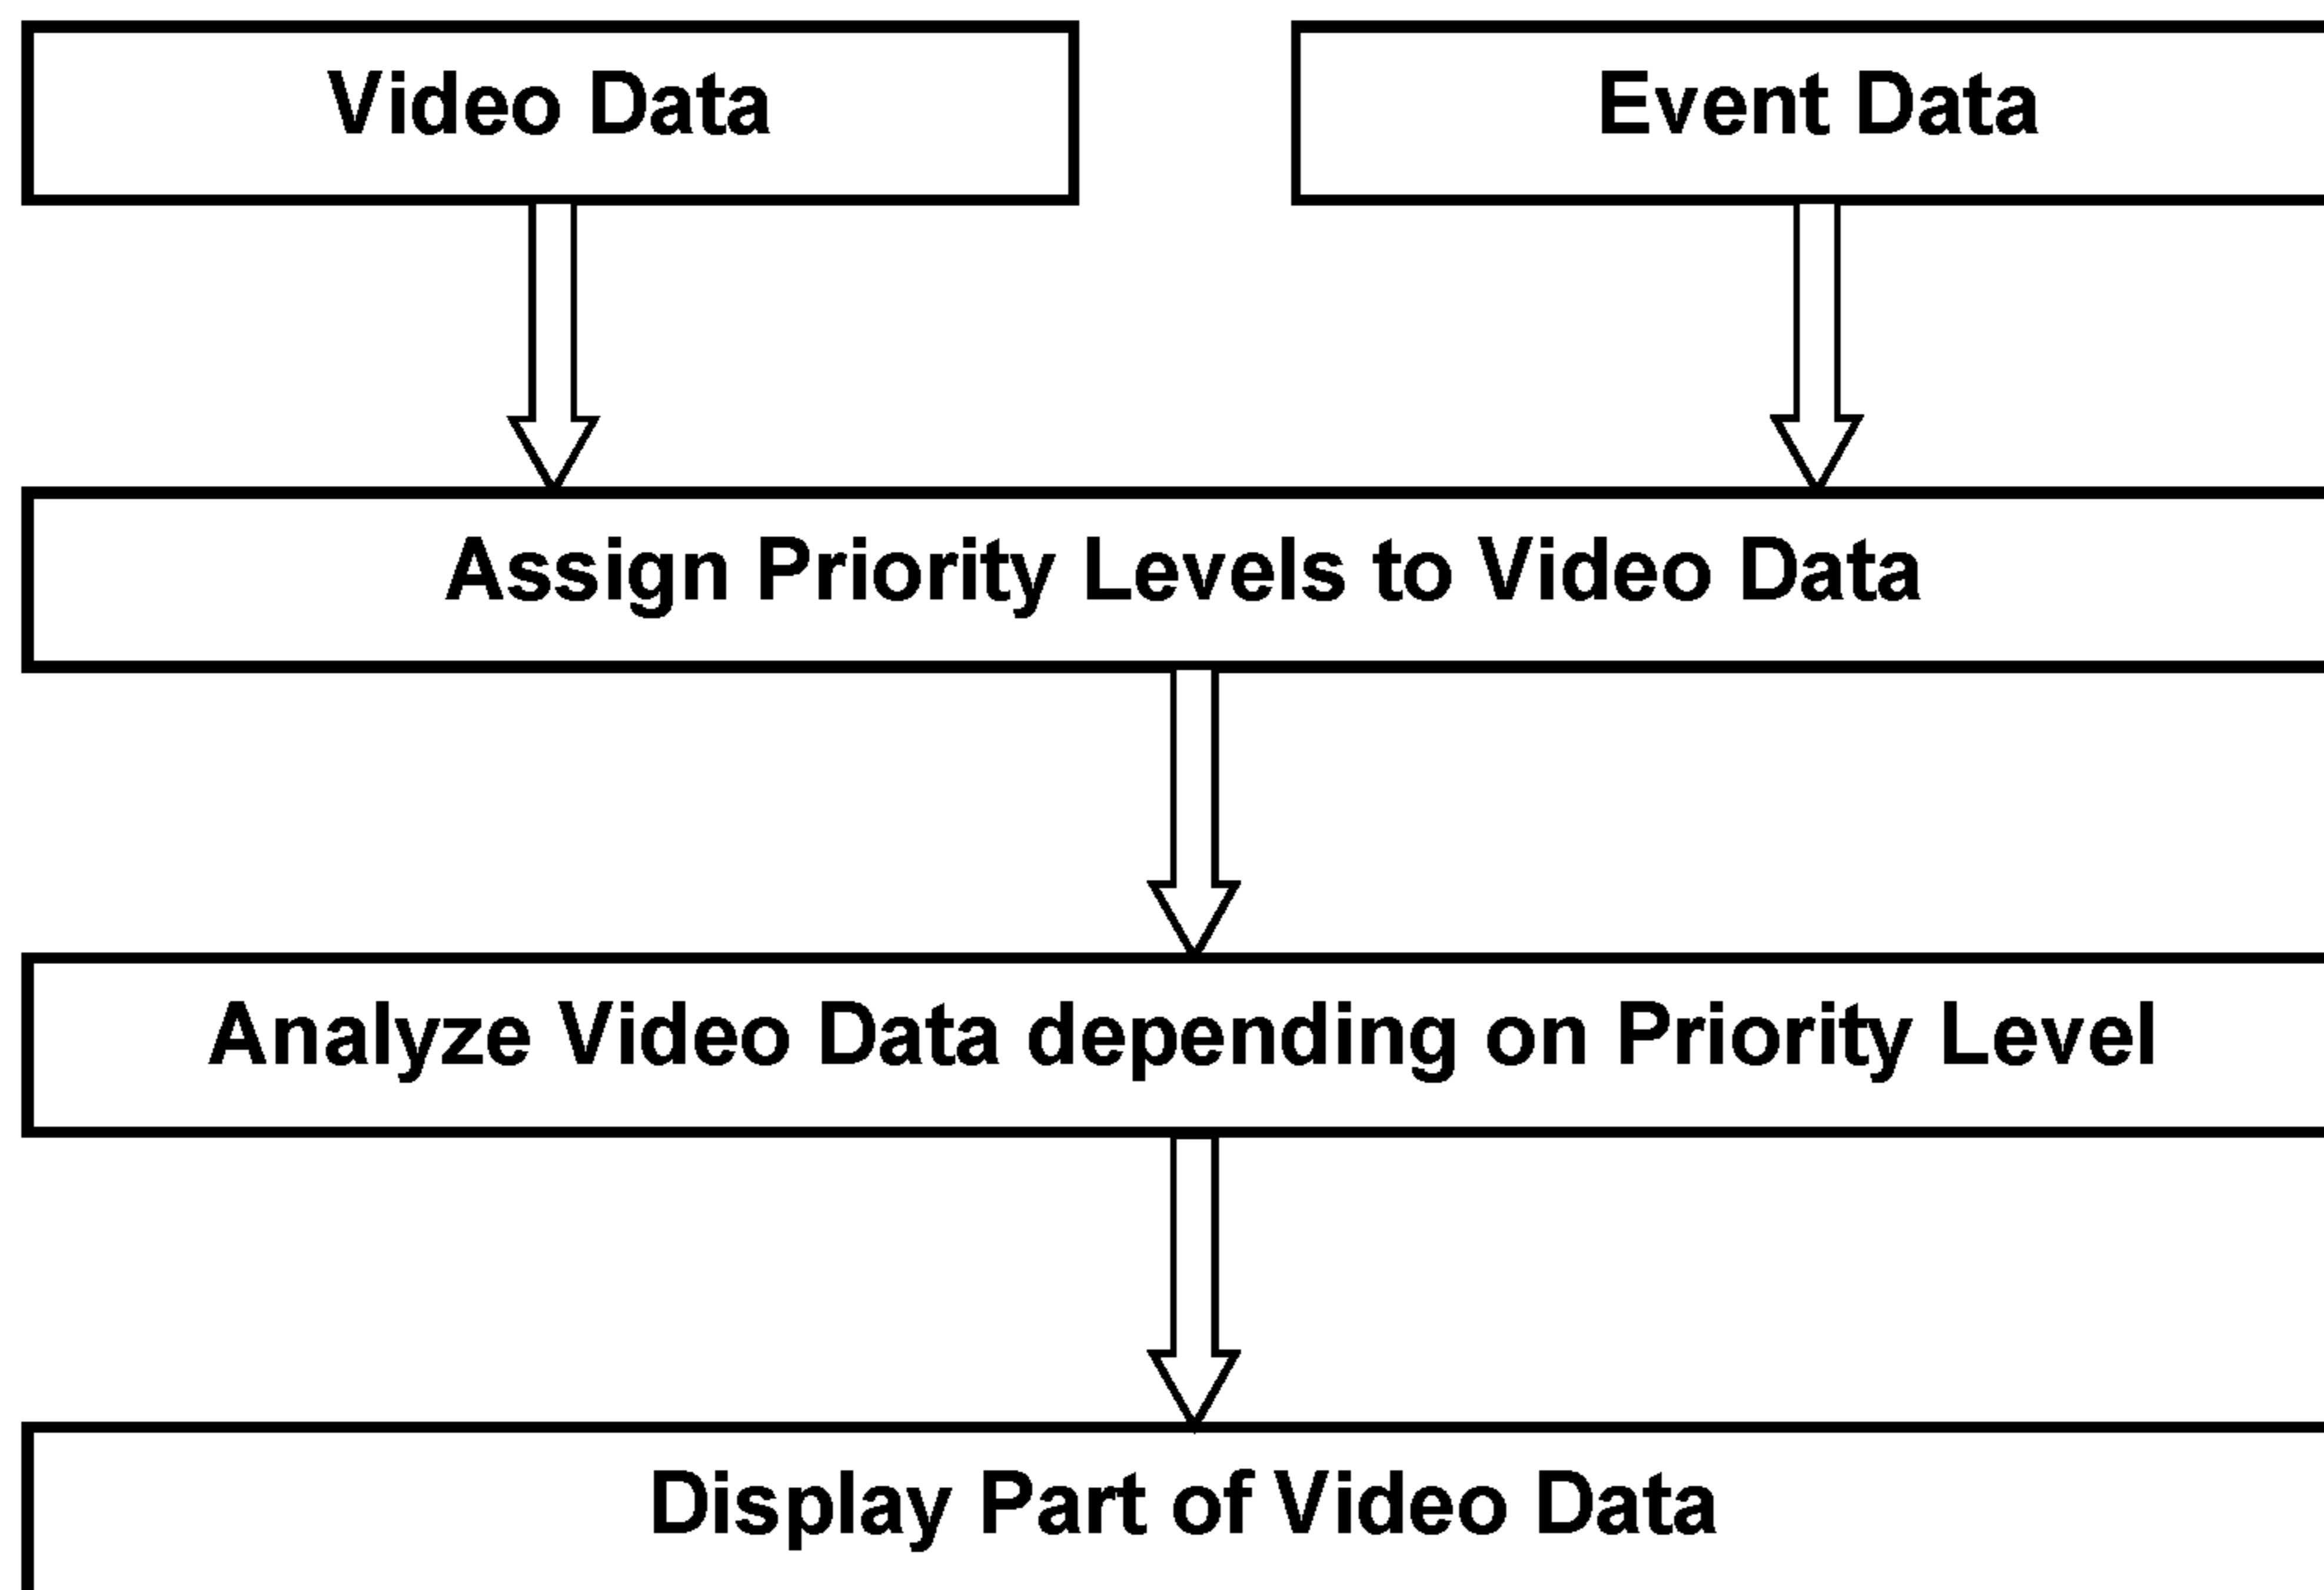 Video Data
Event Data
Assign Priority Levels to Video Data
Analyze Video Data depending on Priority Level
Display Part of Video Data